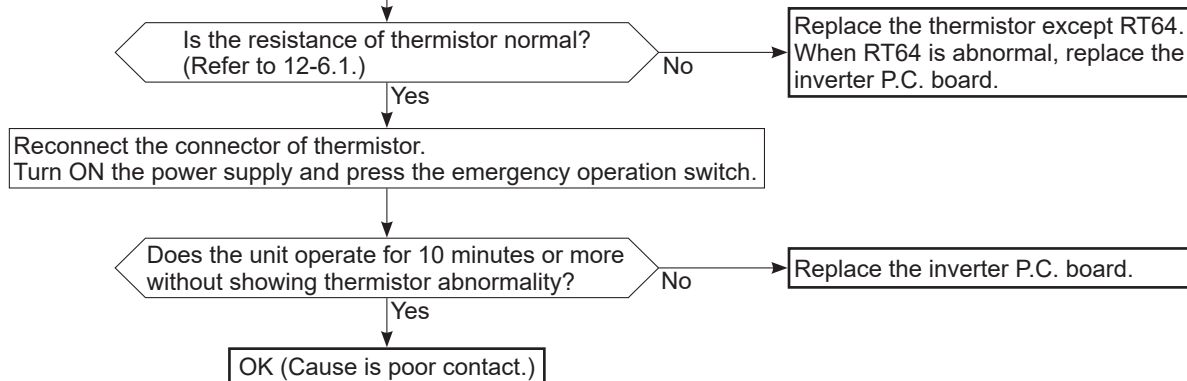 Is the resistance of thermistor normal?
(Refer to 12-6.1.)
No
Replace the thermistor except RT64.
When RT64 is abnormal, replace the
inverter P.C. board.
Yes
Reconnect the connector of thermistor.
Turn ON the power supply and press the emergency operation switch.
Does the unit operate for 10 minutes or more
without showing thermistor abnormality?
No
Replace the inverter P.C. board.
Yes
OK (Cause is poor contact.)